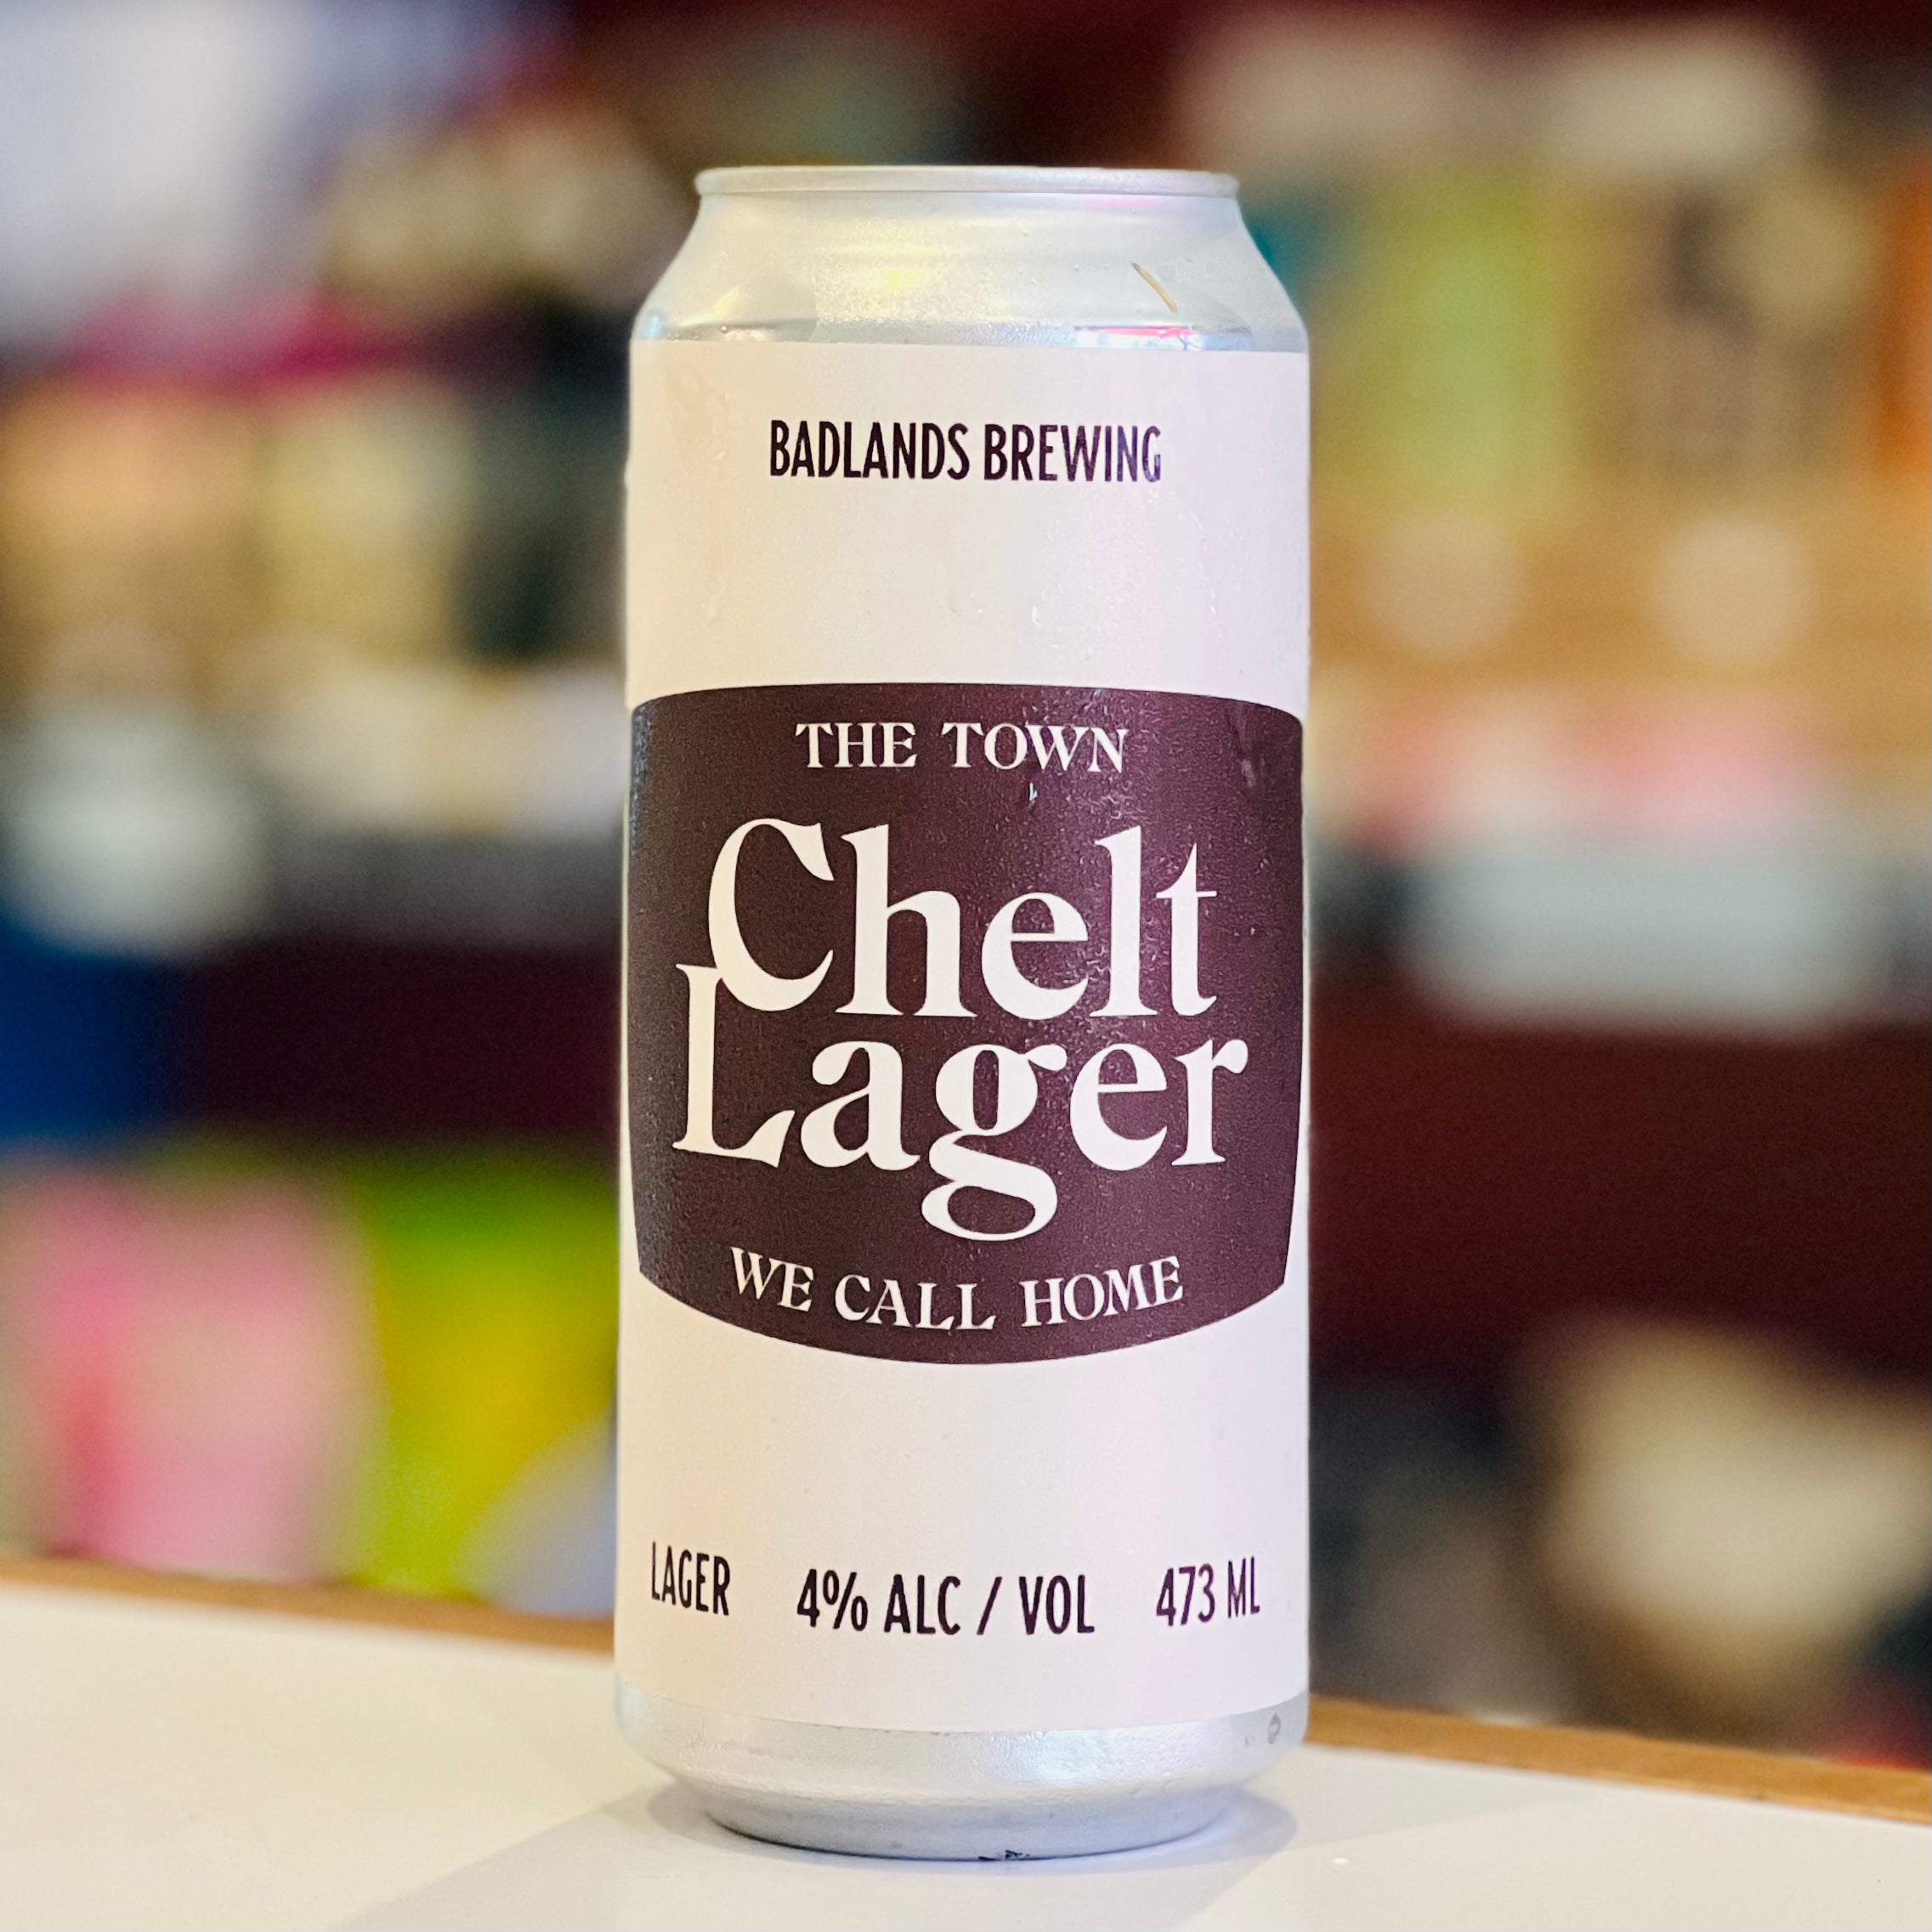 BADLANDS BREWING
THE TOWN
Chelt
Lager
WE CALL HOME
LAGER 4% ALC / VOL 473 ML